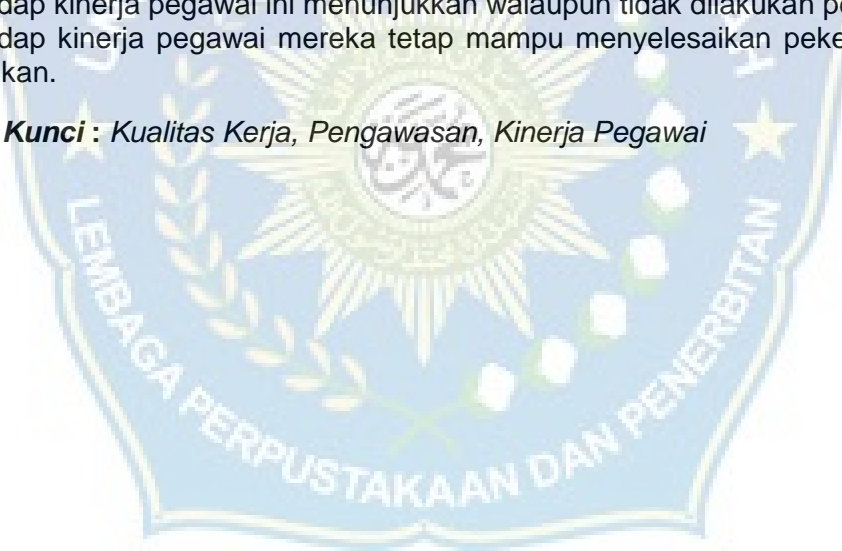 dap kinerja pegawai ini menunjukkan walaupun tidak dilakukan pe
dap kinerja pegawai mereka tetap mampu menyelesaikan peke
kan.
Kunci : Kualitas Kerja, Pengawasan, Kinerja Pegawai
LEMBAGA PERPUSTAKAAN DAN PENERBITAN